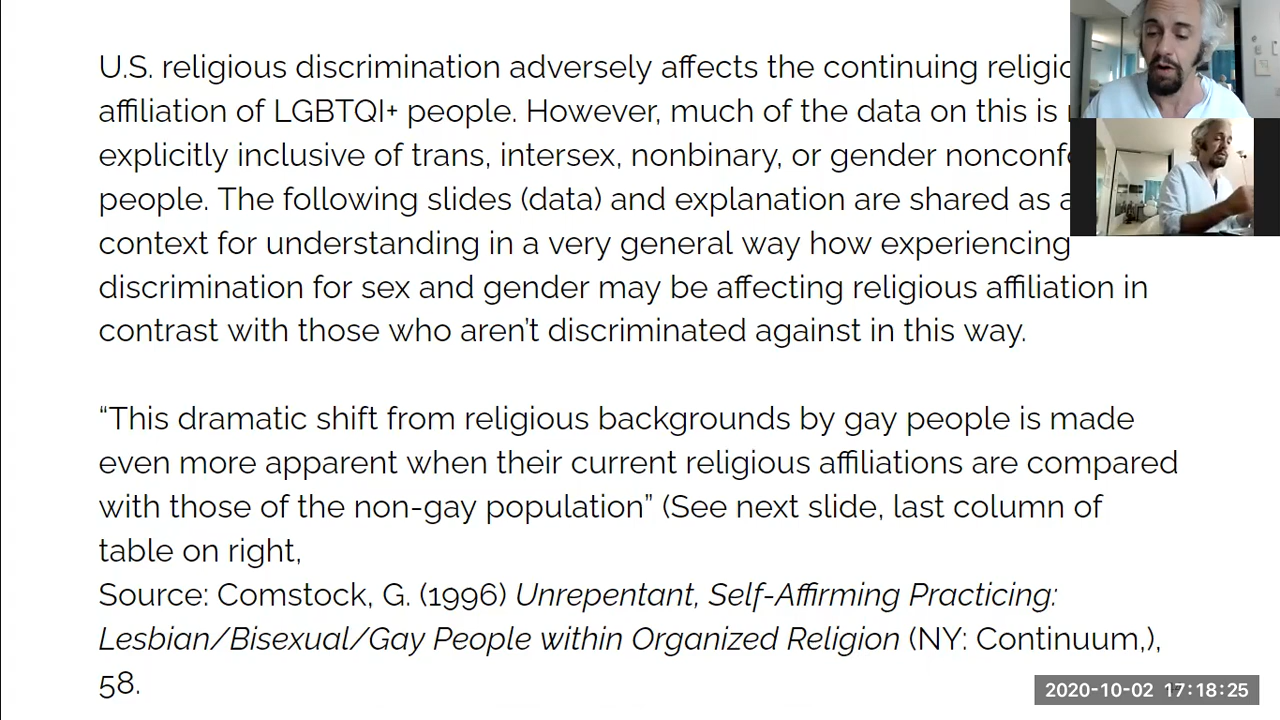 U.S. religious discrimination adversely affects the continuing
affiliation of LGBTQI+ people. However, much of the data on this is
explicitly inclusive of trans, intersex, nonbinary, or gender
people. The following slides (data) and explanation are shared as
context for understanding in a very general way how experiencing
discrimination for sex and gender may be affecting religious affiliation in
contrast with those who aren’t discriminated against in this way.
“This dramatic shift from religious backgrounds by gay people is made
even more apparent when their current religious affiliations are compared
with those of the non-gay population” (See next slide, last column of
table on right,
Source: Comstock, G. (1996) Unrepentant, Self-Affirming Practicing:
Lesbian/Bisexual/Gay People within Organized Religion (NY: Continuum,),
58.
2020-10-02 17:18:25